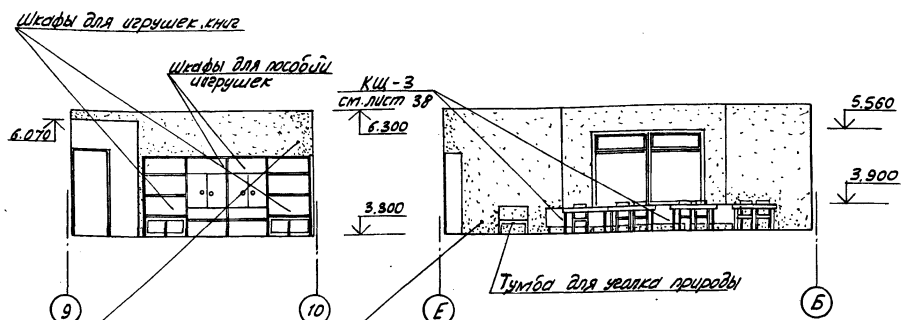 Шкафы для игрушек, книг
Шкафы для пособий
игрушек
КЩ-3
см. лист 38
6.070
6.300
5.560
3.300
3.900
Тумба для уголка природы
9
10
Е
Б